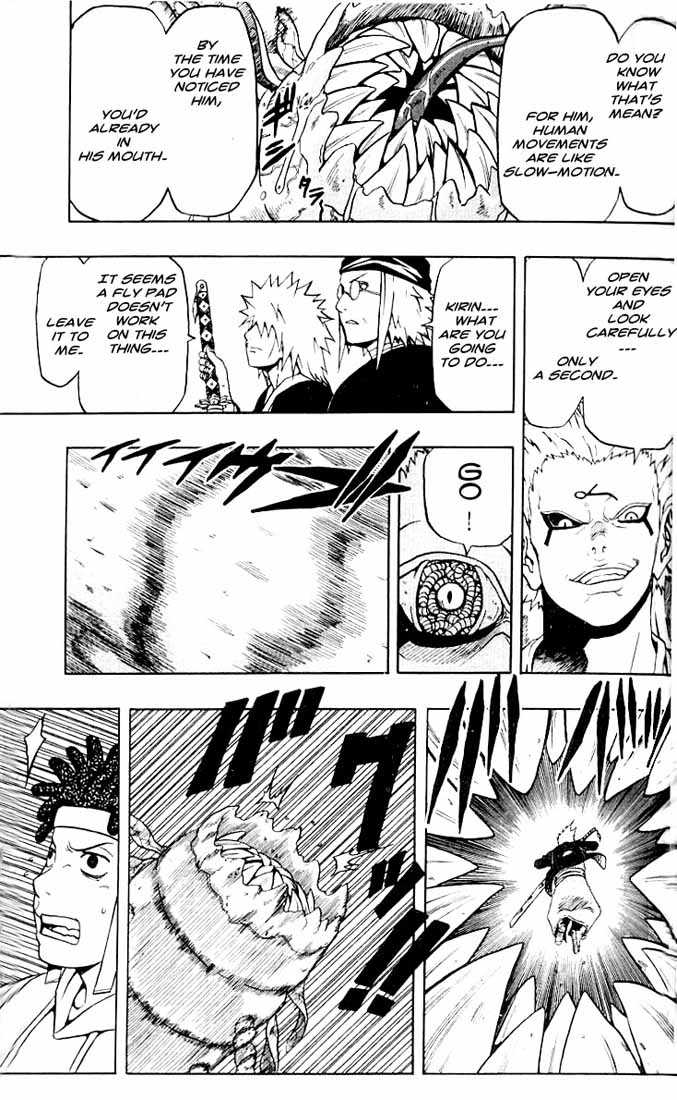 DO YOU
KNOW
WHAT
THAT'S
MEAN?
FOR HIM,
HUMAN
MOVEMENTS
ARE LIKE
SLOW-MOTION.
BY
THE TIME
YOU HAVE
NOTICED
HIM,
YOU'D
ALREADY
IN
HIS MOUTH.
OPEN
YOUR EYES
AND
LOOK
CAREFULLY
...
ONLY
A SECOND.
KIRIN...
WHAT
ARE YOU
GOING
TO DO...
IT SEEMS
A FLY PAD
DOESN'T
WORK
ON THIS
THING...
LEAVE
IT TO
ME.
GO!